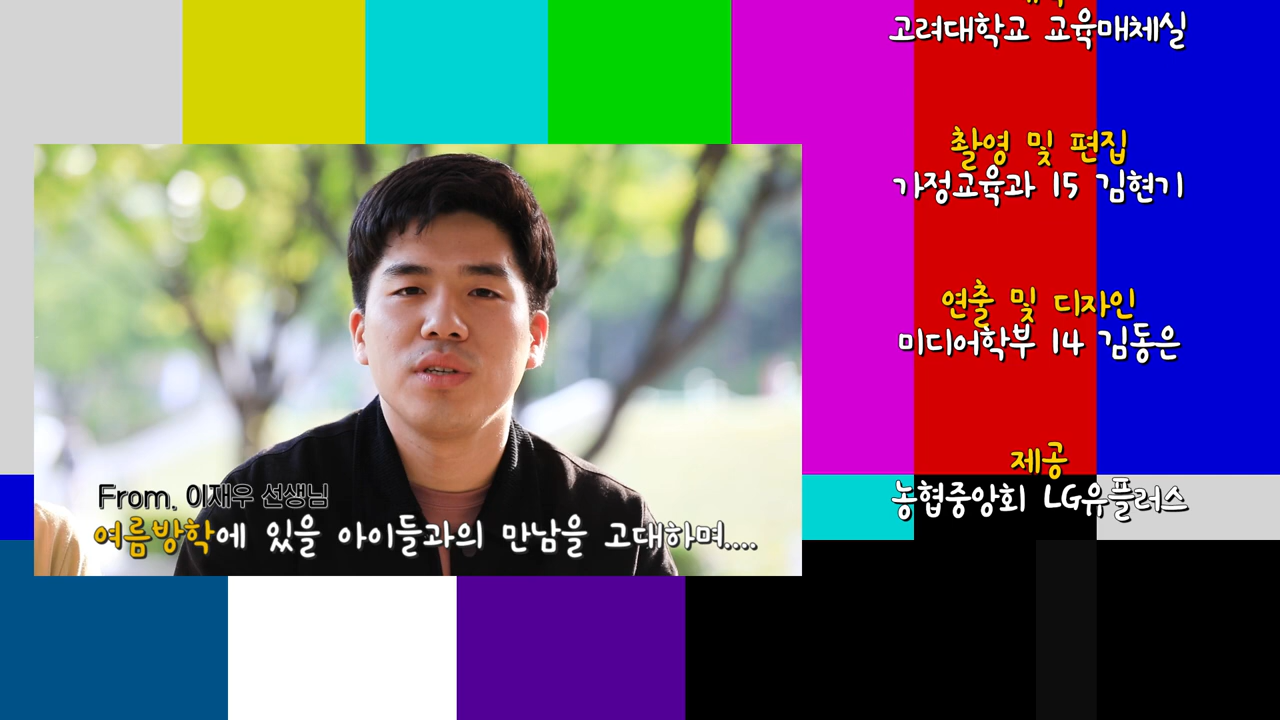 고려대학교 교육매체실
촬영 및 편집
가정교육과 15 김현기
연출 및 디자인
미디어학부 14 김동은
제공
농협중앙회 LG유플러스
From. 이재우 선생님
여름방학에 있을 아이들과의 만남을 고대하며....